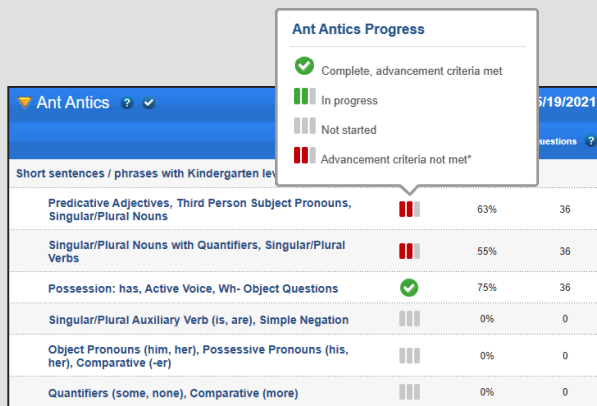 Ant Antics Progress
Complete, advancement criteria met
In progress
Not started
Advancement criteria not met*
Ant Antics ?
5/19/2021
uestions ?
Short sentences / phrases with Kindergarten lev
Predicative Adjectives, Third Person Subject Pronouns,
Singular/Plural Nouns
63% 36
Singular/Plural Nouns with Quantifiers, Singular/Plural
Verbs
55% 36
Possession: has, Active Voice, Wh- Object Questions 75% 36
Singular/Plural Auxiliary Verb (is, are), Simple Negation 0% 0
Object Pronouns (him, her), Possessive Pronouns (his,
her), Comparative (-er)
0% 0
Quantifiers (some, none), Comparative (more) 0% 0